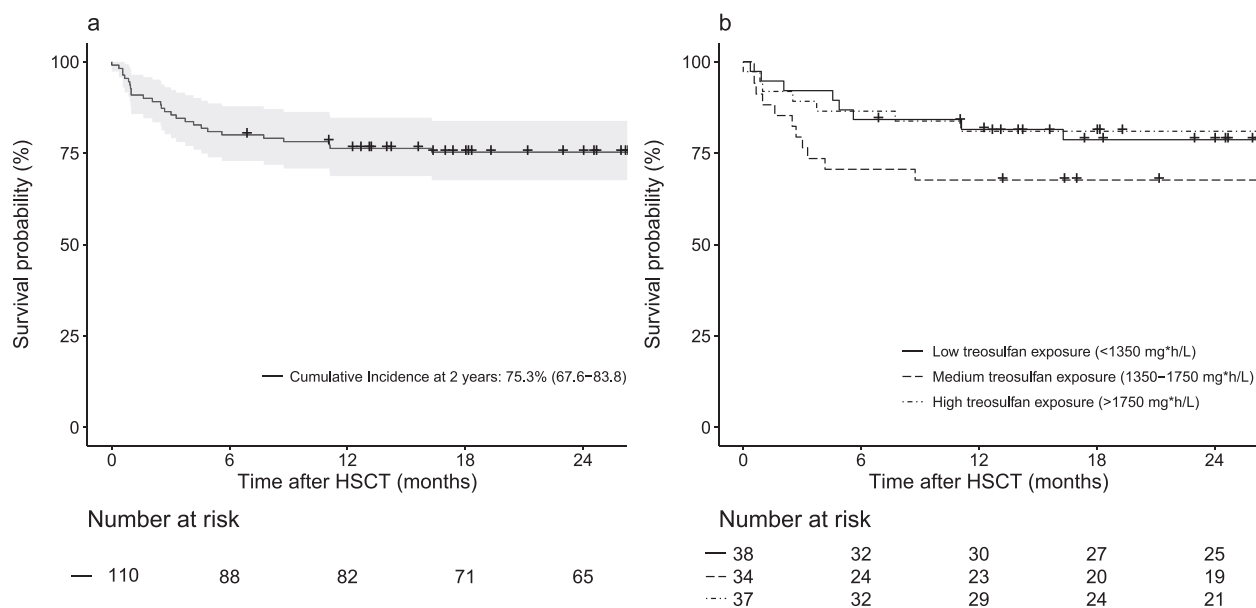 a
100
75
50
25
0
Survival probability (%)
Cumulative Incidence at 2 years: 75.3% (67.6−83.8)
0 6 12 18 24
Time after HSCT (months)
Number at risk
110 88 82 71 65
b
100
75
50
25
0
Survival probability (%)
Low treosulfan exposure (<1350 mg*h/L)
Medium treosulfan exposure (1350−1750 mg*h/L)
High treosulfan exposure (>1750 mg*h/L)
0 6 12 18 24
Time after HSCT (months)
Number at risk
38 32 30 27 25
34 24 23 20 19
37 32 29 24 21